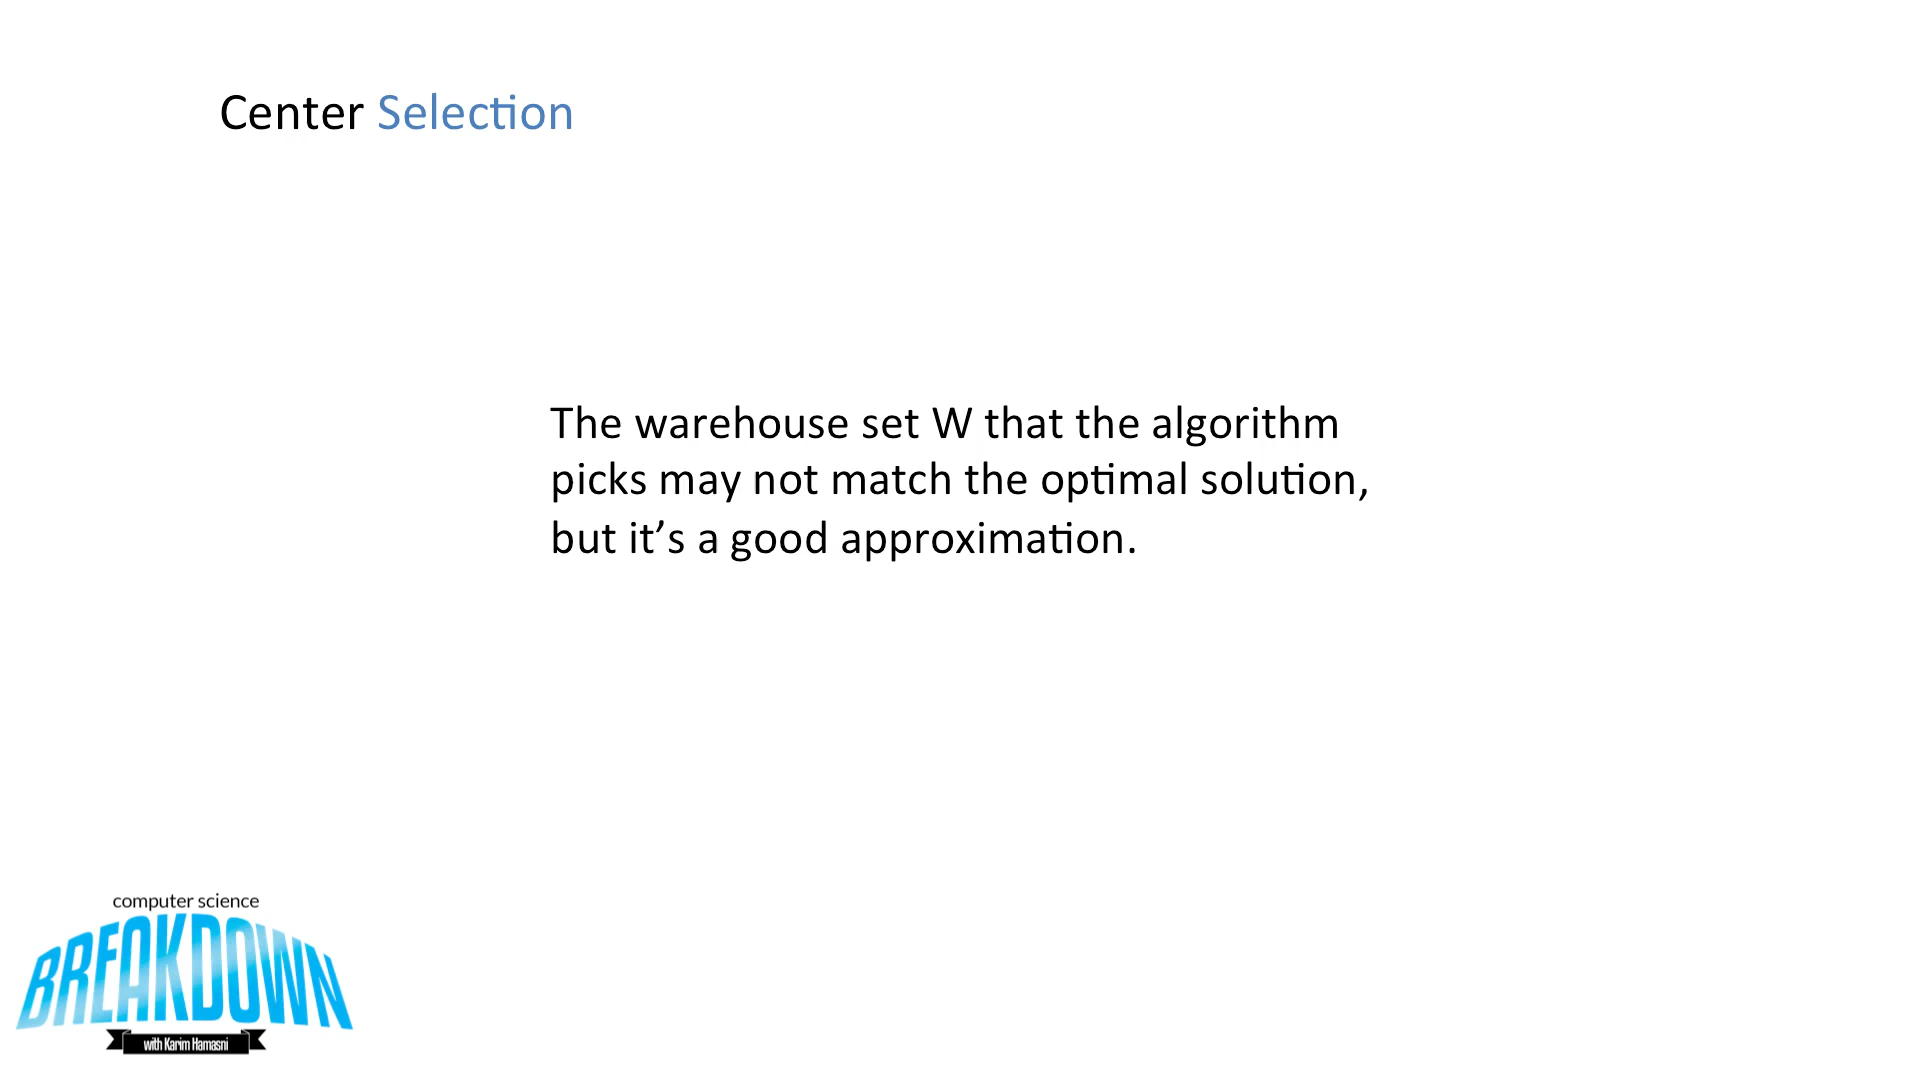 Center Selection
The warehouse set W that the algorithm
picks may not match the optimal solution,
but it’s a good approximation.
computer science
BREAKDOWN
with Karim Hamasni